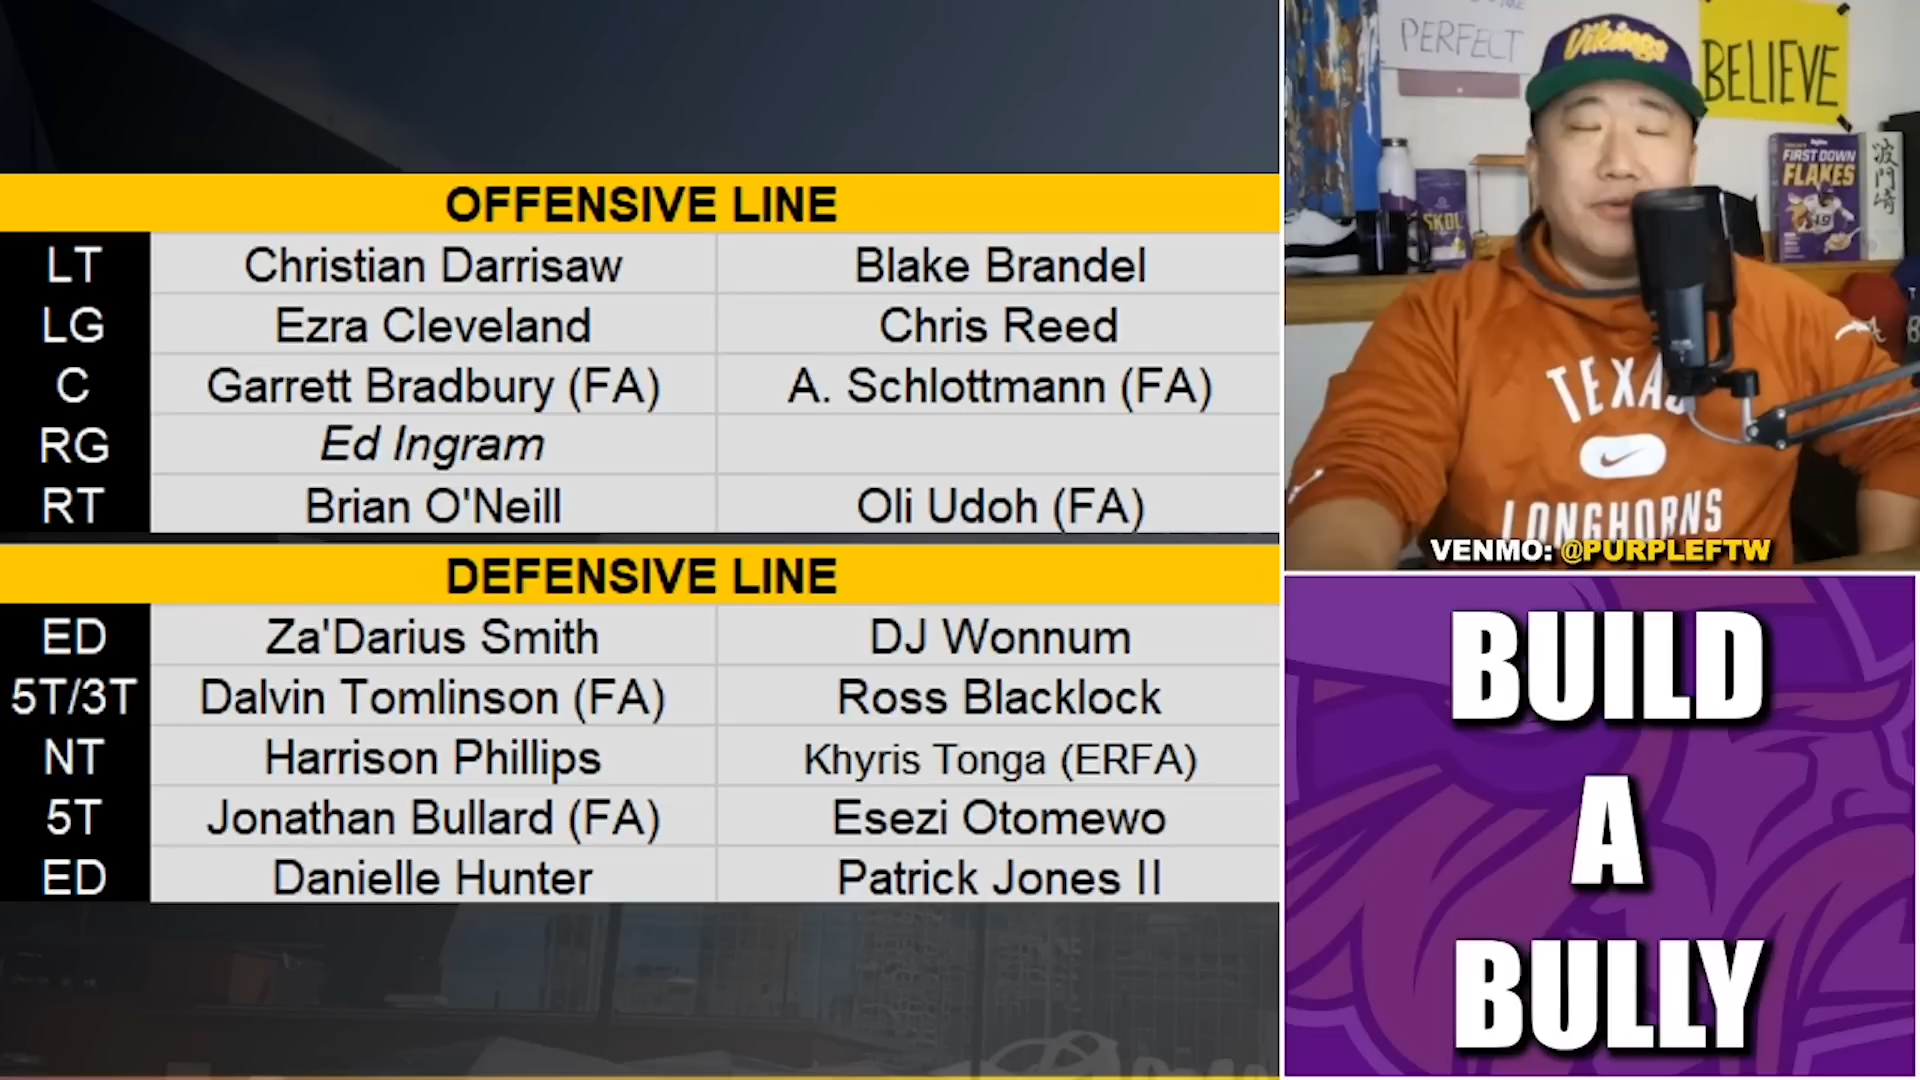 OFFENSIVE LINE
LT Christian Darrisaw Blake Brandel
LG Ezra Cleveland Chris Reed
C Garrett Bradbury (FA) A. Schlottmann (FA)
RG Ed Ingram
RT Brian O'Neill Oli Udoh (FA)
DEFENSIVE LINE
ED Za'Darius Smith DJ Wonnum
5T/3T Dalvin Tomlinson (FA) Ross Blacklock
NT Harrison Phillips Khyris Tonga (ERFA)
5T Jonathan Bullard (FA) Esezi Otomewo
ED Danielle Hunter Patrick Jones II
PERFECT
Vikings
BELIEVE
FIRST DOWN
FLAKES
19
SKOL
TEXAS
LONGHORNS
VENMO: @PURPLEFTW
BUILD
A
BULLY